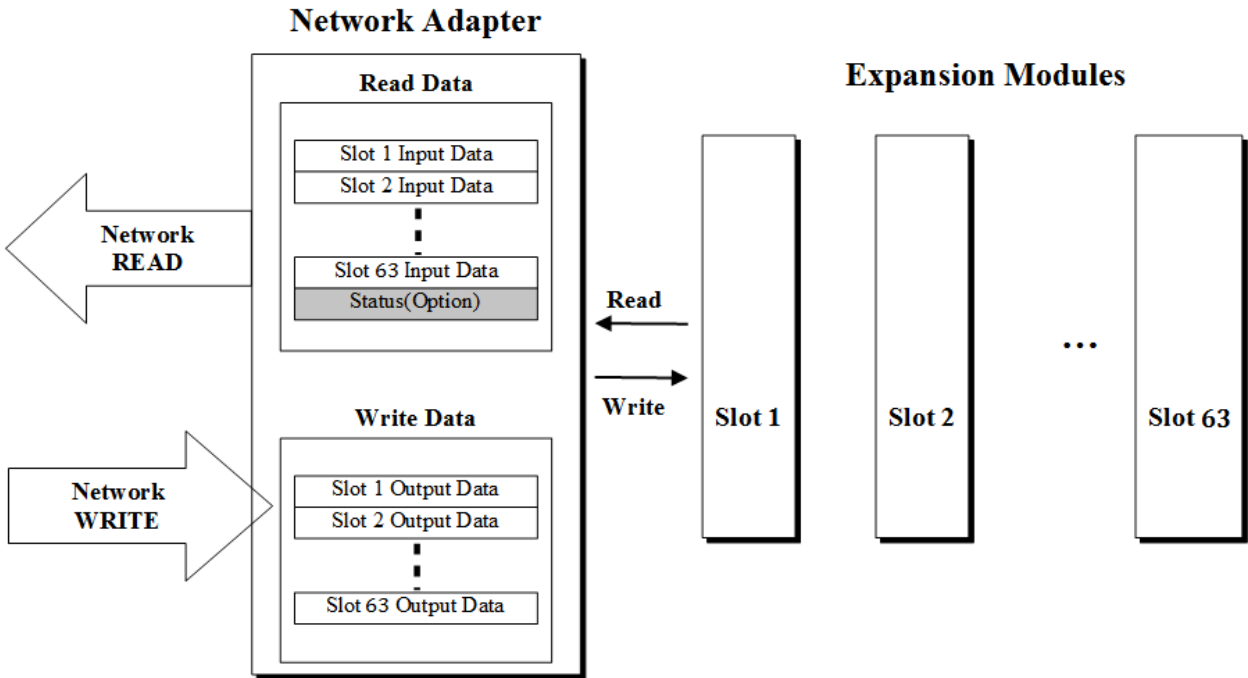 Network Adapter
Read Data
Slot 1 Input Data
Slot 2 Input Data
Slot 63 Input Data
Status(Option)
Network
READ
Write Data
Slot 1 Output Data
Slot 2 Output Data
Slot 63 Output Data
Network
WRITE
Read
Write
Expansion Modules
Slot 1
Slot 2
...
Slot 63